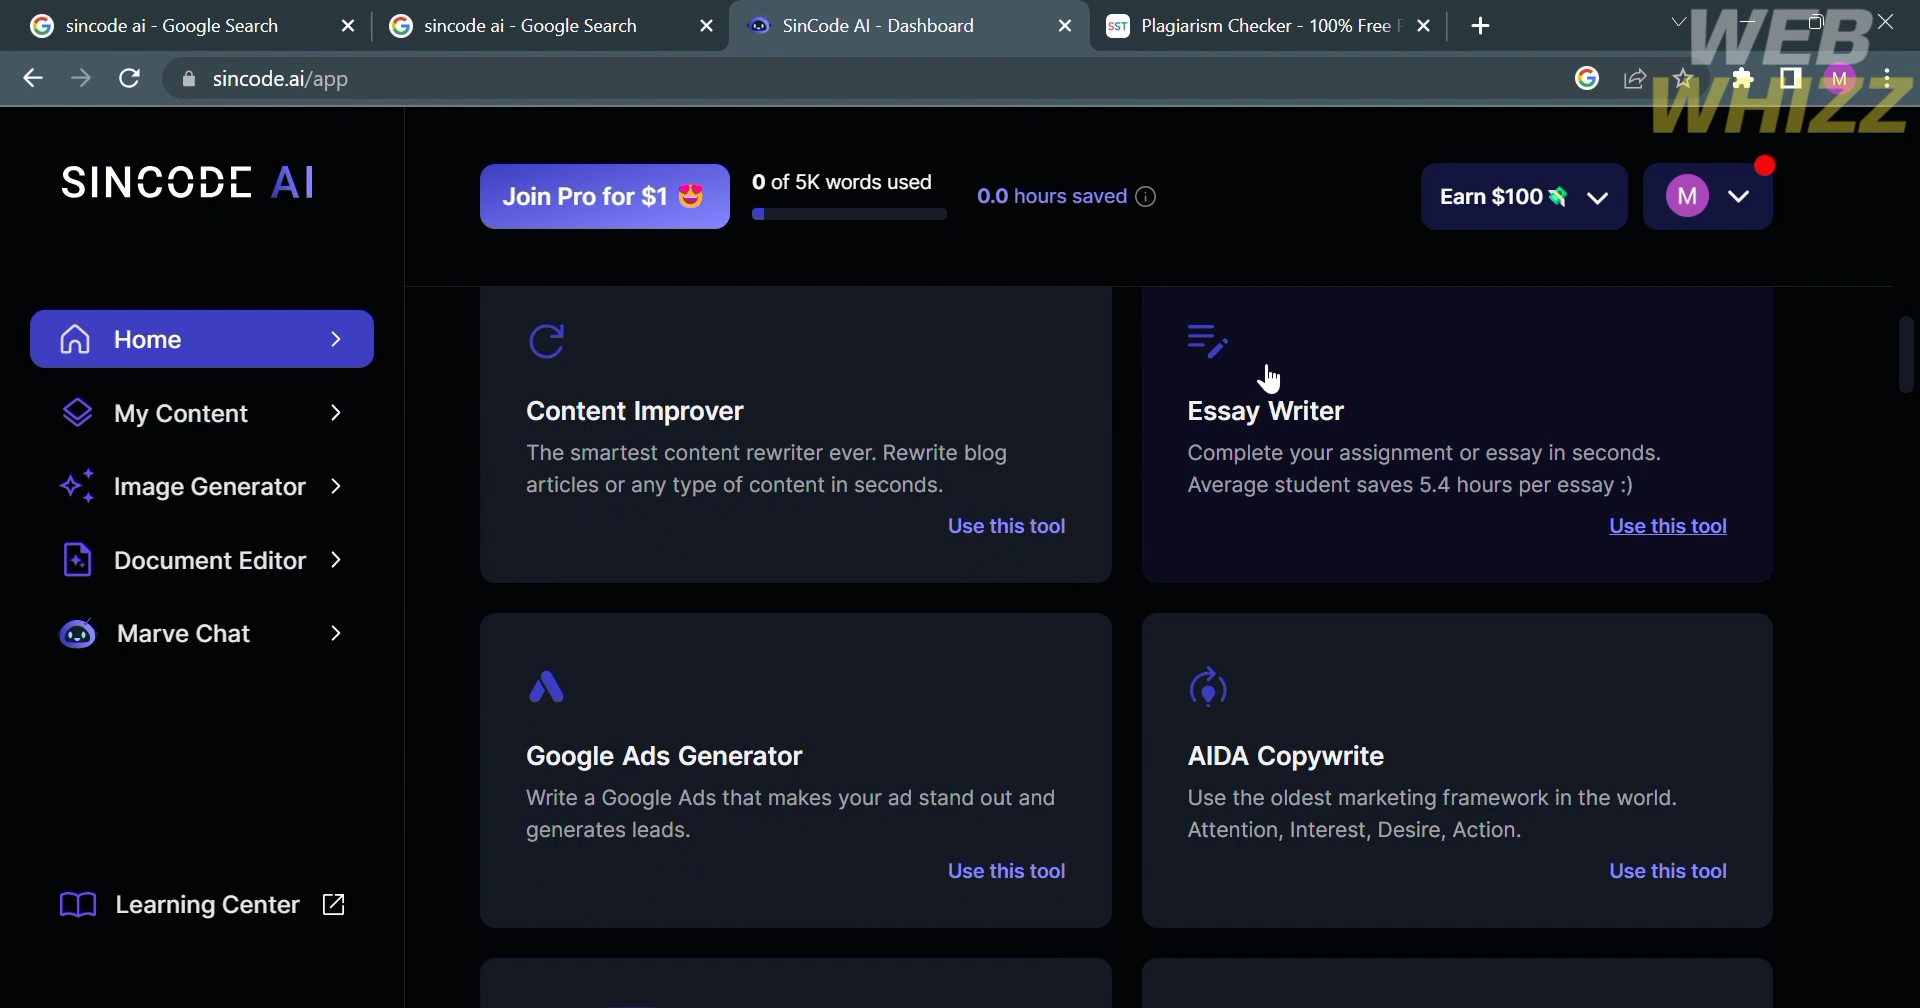 sincode ai - Google Search
sincode ai - Google Search
SinCode AI - Dashboard
SST
Plagiarism Checker - 100% Free
sincode.ai/app
M
WEB
WHIZZ
SINCODE AI
Join Pro for $1
0 of 5K words used
0.0 hours saved
Earn $100
M
Home
My Content
Image Generator
Document Editor
Marve Chat
Learning Center
Content Improver
The smartest content rewriter ever. Rewrite blog
articles or any type of content in seconds.
Use this tool
Essay Writer
Complete your assignment or essay in seconds.
Average student saves 5.4 hours per essay :)
Use this tool
Google Ads Generator
Write a Google Ads that makes your ad stand out and
generates leads.
Use this tool
AIDA Copywrite
Use the oldest marketing framework in the world.
Attention, Interest, Desire, Action.
Use this tool